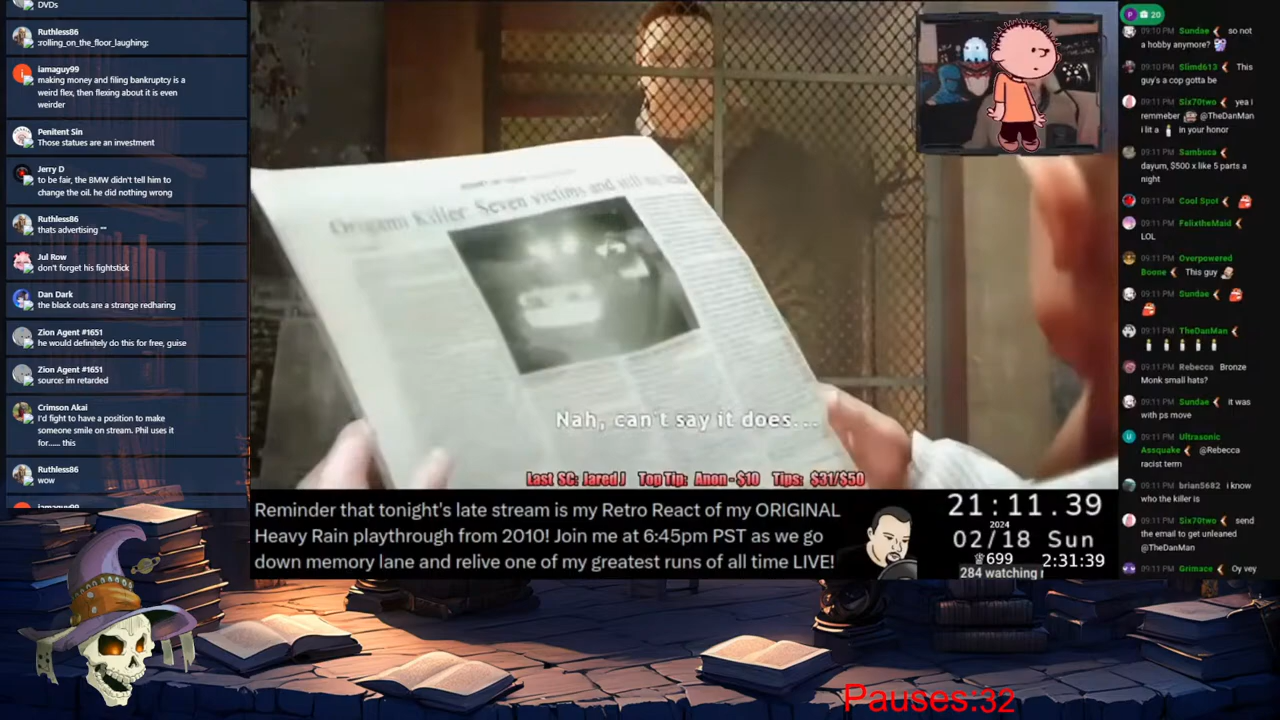 DVDs
Ruthless86
:rolling_on_the_floor_laughing:
iamaguy99
making money and filing bankruptcy is a
weird flex, then flexing about it is even
weirder
Penitent Sin
Those statues are an investment
Jerry D
to be fair, the BMW didn't tell him to
change the oil. he did nothing wrong
Ruthless86
thats advertising ""
Jul Row
don't forget his fightstick
Dan Dark
the black outs are a strange redharing
Zion Agent #1651
he would definitely do this for free, guise
Zion Agent #1651
source: im retarded
Crimson Akai
I'd fight to have a position to make
someone smile on stream. Phil uses it
for...... this
Ruthless86
wow
iamaguy99
Origami Killer Seven victims and still no
Nah, can't say it does...
Last SC: Jared J Top Tip: Anon - $10 Tips: $31/$50
Reminder that tonight's late stream is my Retro React of my ORIGINAL
Heavy Rain playthrough from 2010! Join me at 6:45pm PST as we go
down memory lane and relive one of my greatest runs of all time LIVE!
21:11.39
2024
02/18 Sun
699
2:31:39
284 watching
P 20
09:10 PM Sundae so not
a hobby anymore?
09:10 PM Slimd613 This
guy's a cop gotta be
09:11 PM Six70two yea i
remmeber @TheDanMan
i lit a in your honor
09:11 PM Sambuca
dayum, $500 x like 5 parts a
night
09:11 PM Cool Spot
09:11 PM FelixtheMaid
LOL
09:11 PM Overpowered
Boone This guy
09:11 PM Sundae
09:11 PM TheDanMan
09:11 PM Rebecca Bronze
Monk small hats?
09:11 PM Sundae it was
with ps move
U 09:11 PM Ultrasonic
Assquake @Rebecca
racist term
09:11 PM brian5682 i know
who the killer is
09:11 PM Six70two send
the email to get unleaned
@TheDanMan
09:11 PM Grimace Oy vey
Pauses:32